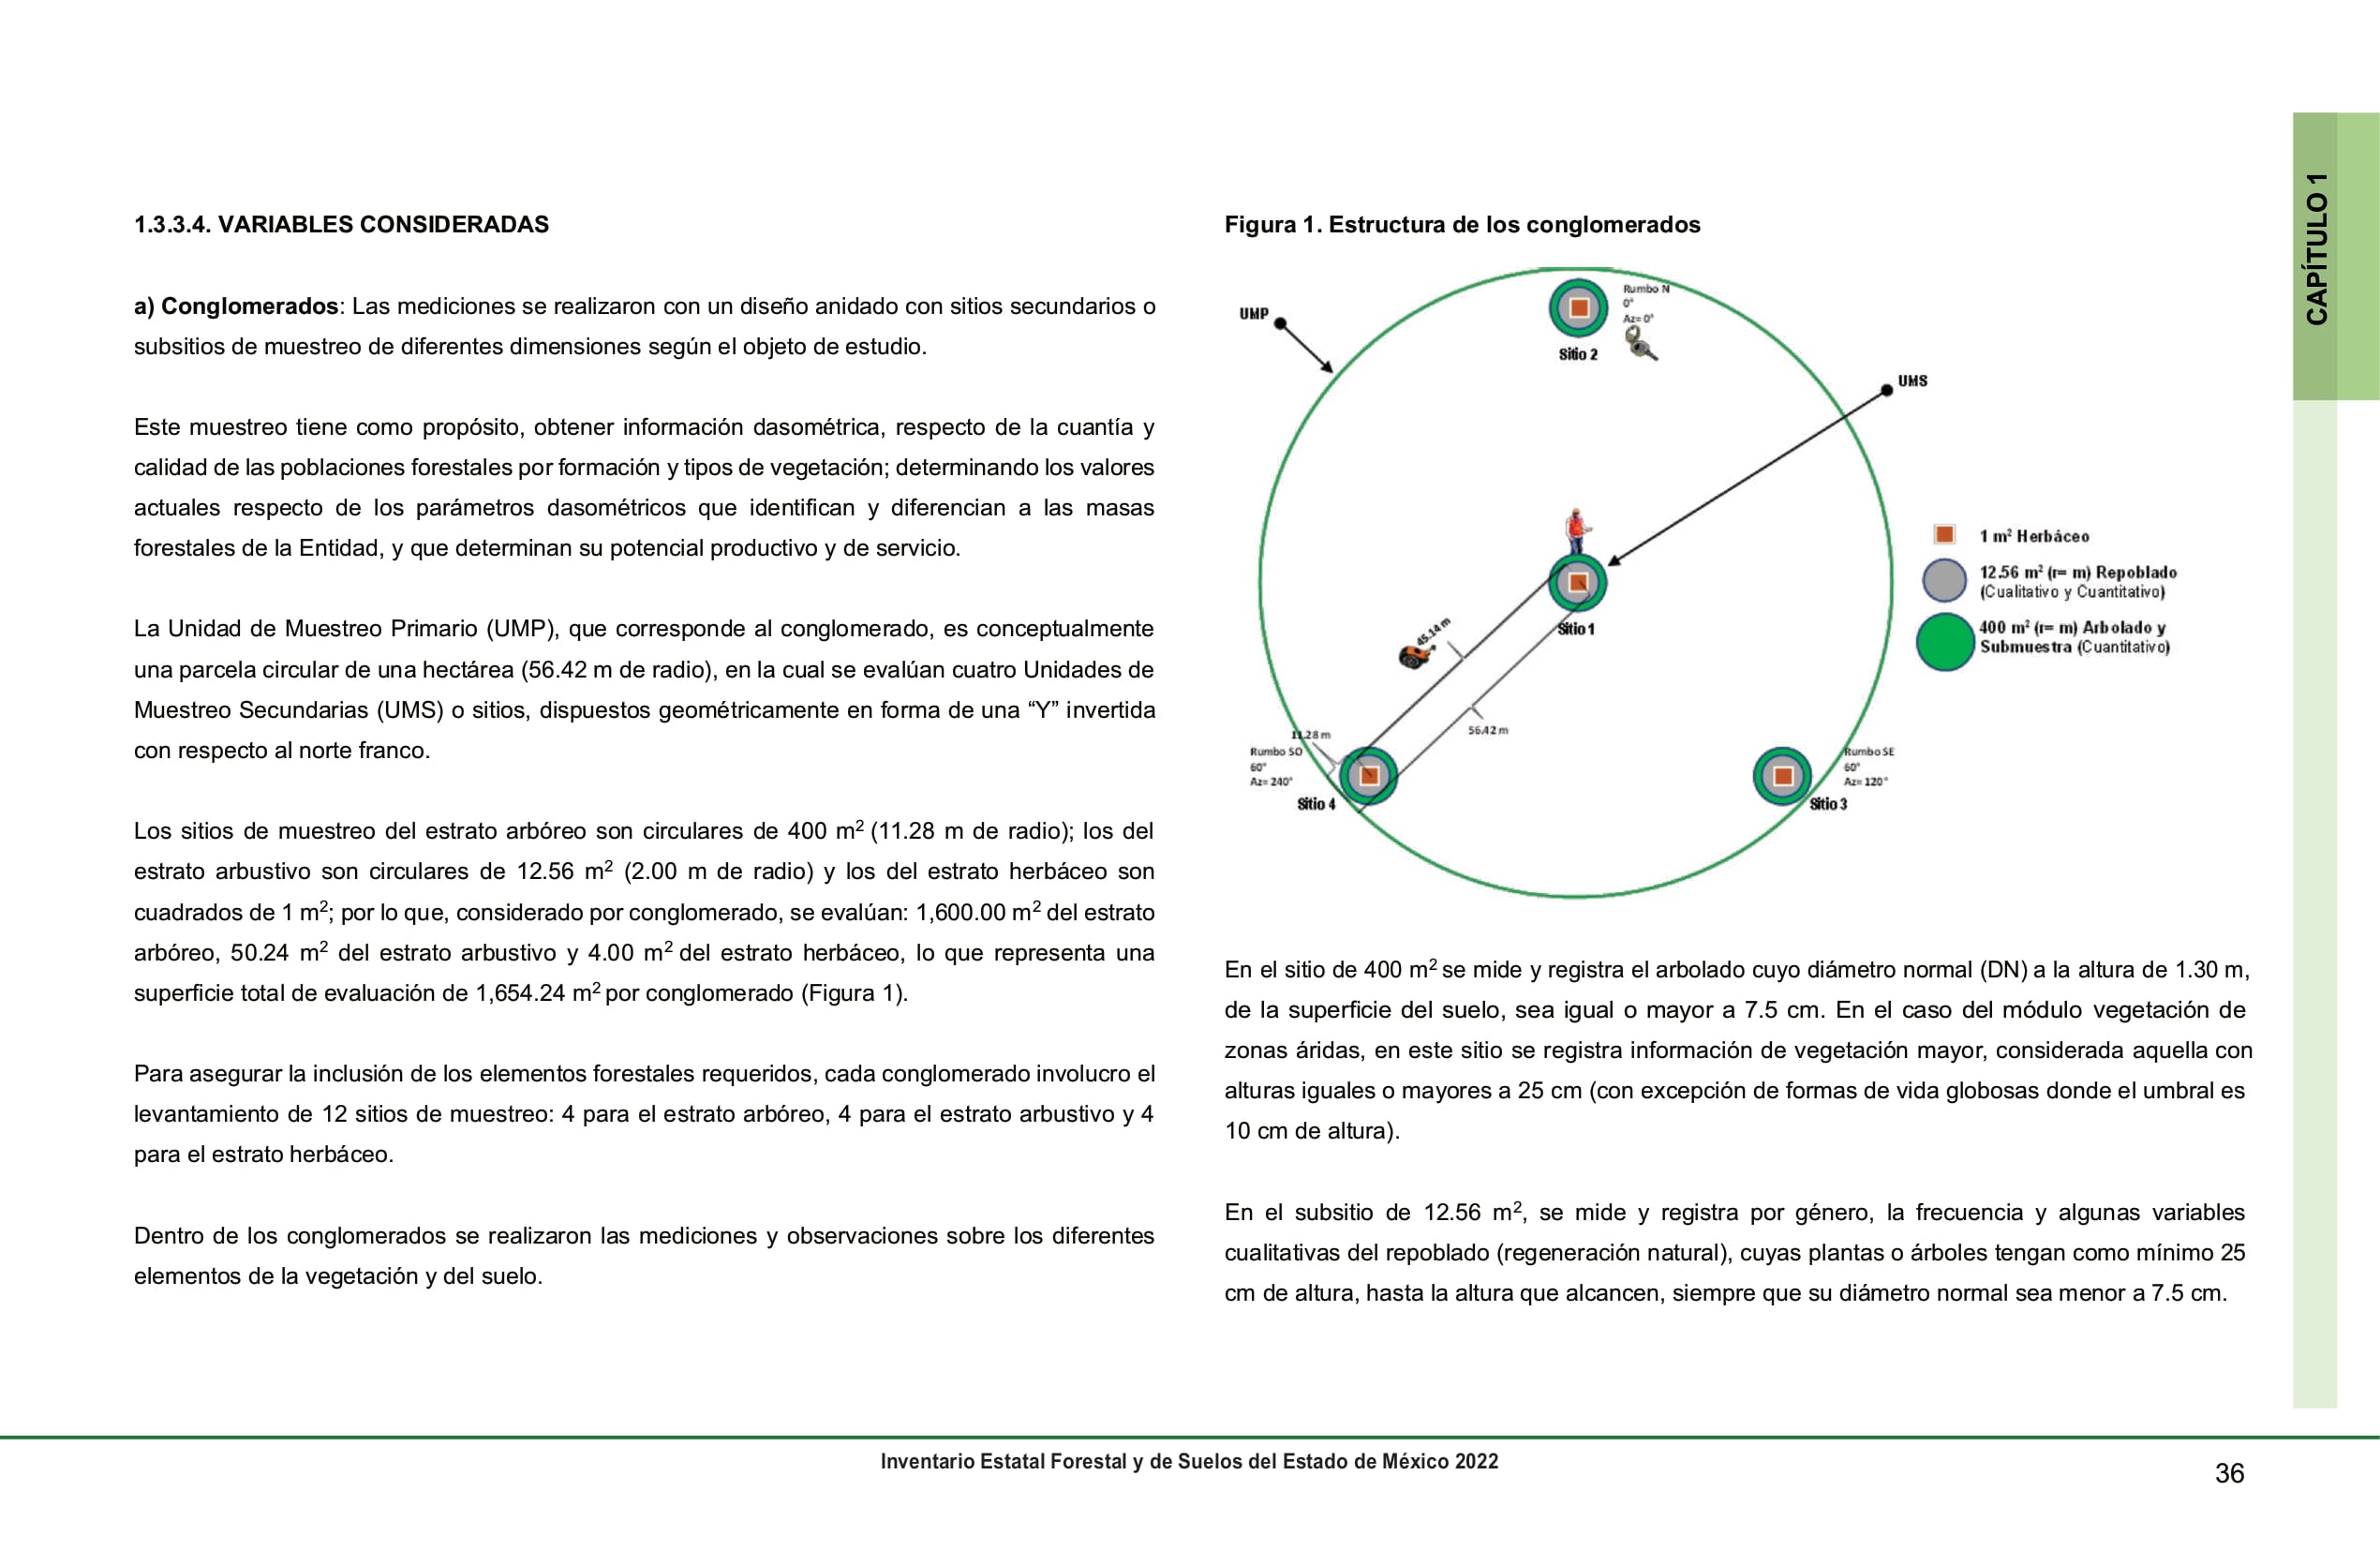 1.3.3.4. VARIABLES CONSIDERADAS
a) Conglomerados: Las mediciones se realizaron con un diseño anidado con sitios secundarios o
subsitios de muestreo de diferentes dimensiones según el objeto de estudio.
Este muestreo tiene como propósito, obtener información dasométrica, respecto de la cuantía y
calidad de las poblaciones forestales por formación y tipos de vegetación; determinando los valores
actuales respecto de los parámetros dasométricos que identifican y diferencian a las masas
forestales de la Entidad, y que determinan su potencial productivo y de servicio.
La Unidad de Muestreo Primario (UMP), que corresponde al conglomerado, es conceptualmente
una parcela circular de una hectárea (56.42 m de radio), en la cual se evalúan cuatro Unidades de
Muestreo Secundarias (UMS) o sitios, dispuestos geométricamente en forma de una “Y” invertida
con respecto al norte franco.
Los sitios de muestreo del estrato arbóreo son circulares de 400 m² (11.28 m de radio); los del
estrato arbustivo son circulares de 12.56 m² (2.00 m de radio) y los del estrato herbáceo son
cuadrados de 1 m²; por lo que, considerado por conglomerado, se evalúan: 1,600.00 m² del estrato
arbóreo, 50.24 m² del estrato arbustivo y 4.00 m² del estrato herbáceo, lo que representa una
superficie total de evaluación de 1,654.24 m² por conglomerado (Figura 1).
Para asegurar la inclusión de los elementos forestales requeridos, cada conglomerado involucro el
levantamiento de 12 sitios de muestreo: 4 para el estrato arbóreo, 4 para el estrato arbustivo y 4
para el estrato herbáceo.
Dentro de los conglomerados se realizaron las mediciones y observaciones sobre los diferentes
elementos de la vegetación y del suelo.
Figura 1. Estructura de los conglomerados
UMP
Rumbo N
0°
Az= 0°
Sitio 2
UMS
Sitio 1
45.14 m
56.42 m
11.28 m
Rumbo SO
60°
Az= 240°
Sitio 4
Rumbo SE
60°
Az= 120°
Sitio 3
1 m² Herbáceo
12.56 m² (r= m) Repoblado
(Cualitativo y Cuantitativo)
400 m² (r= m) Arbolado y
Submuestra (Cuantitativo)
En el sitio de 400 m² se mide y registra el arbolado cuyo diámetro normal (DN) a la altura de 1.30 m,
de la superficie del suelo, sea igual o mayor a 7.5 cm. En el caso del módulo vegetación de
zonas áridas, en este sitio se registra información de vegetación mayor, considerada aquella con
alturas iguales o mayores a 25 cm (con excepción de formas de vida globosas donde el umbral es
10 cm de altura).
En el subsitio de 12.56 m², se mide y registra por género, la frecuencia y algunas variables
cualitativas del repoblado (regeneración natural), cuyas plantas o árboles tengan como mínimo 25
cm de altura, hasta la altura que alcancen, siempre que su diámetro normal sea menor a 7.5 cm.
CAPÍTULO 1
Inventario Estatal Forestal y de Suelos del Estado de México 2022
36